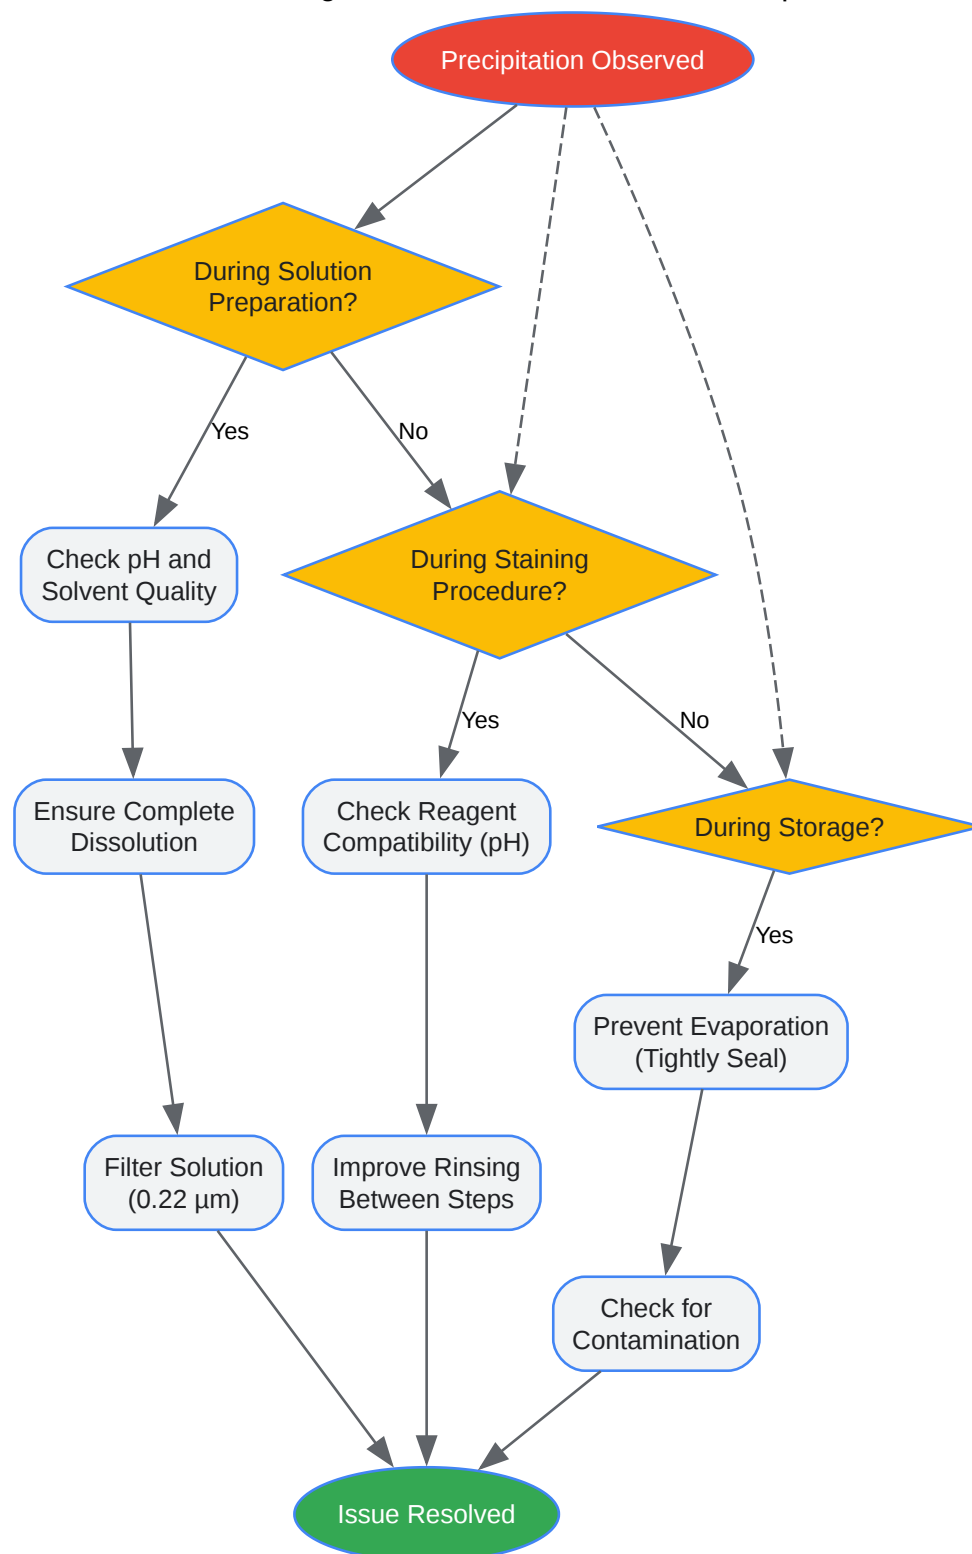 Precipitation Observed
During Solution
Preparation?
Yes
No
Check pH and
Solvent Quality
During Staining
Procedure?
Yes
No
Ensure Complete
Dissolution
Check Reagent
Compatibility (pH)
During Storage?
Yes
Prevent Evaporation
(Tightly Seal)
Filter Solution
(0.22 µm)
Improve Rinsing
Between Steps
Check for
Contamination
Issue Resolved